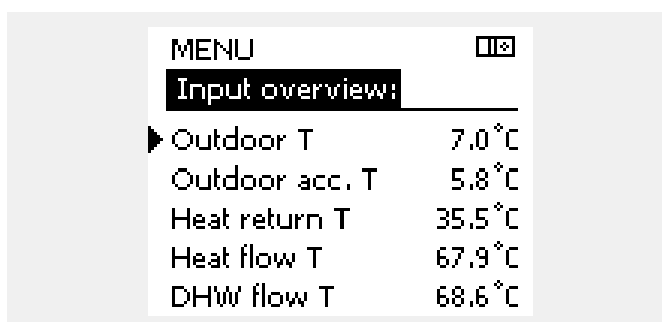 MENU
Input overview:
Outdoor T 7.0°C
Outdoor acc. T 5.8°C
Heat return T 35.5°C
Heat flow T 67.9°C
DHW flow T 68.6°C